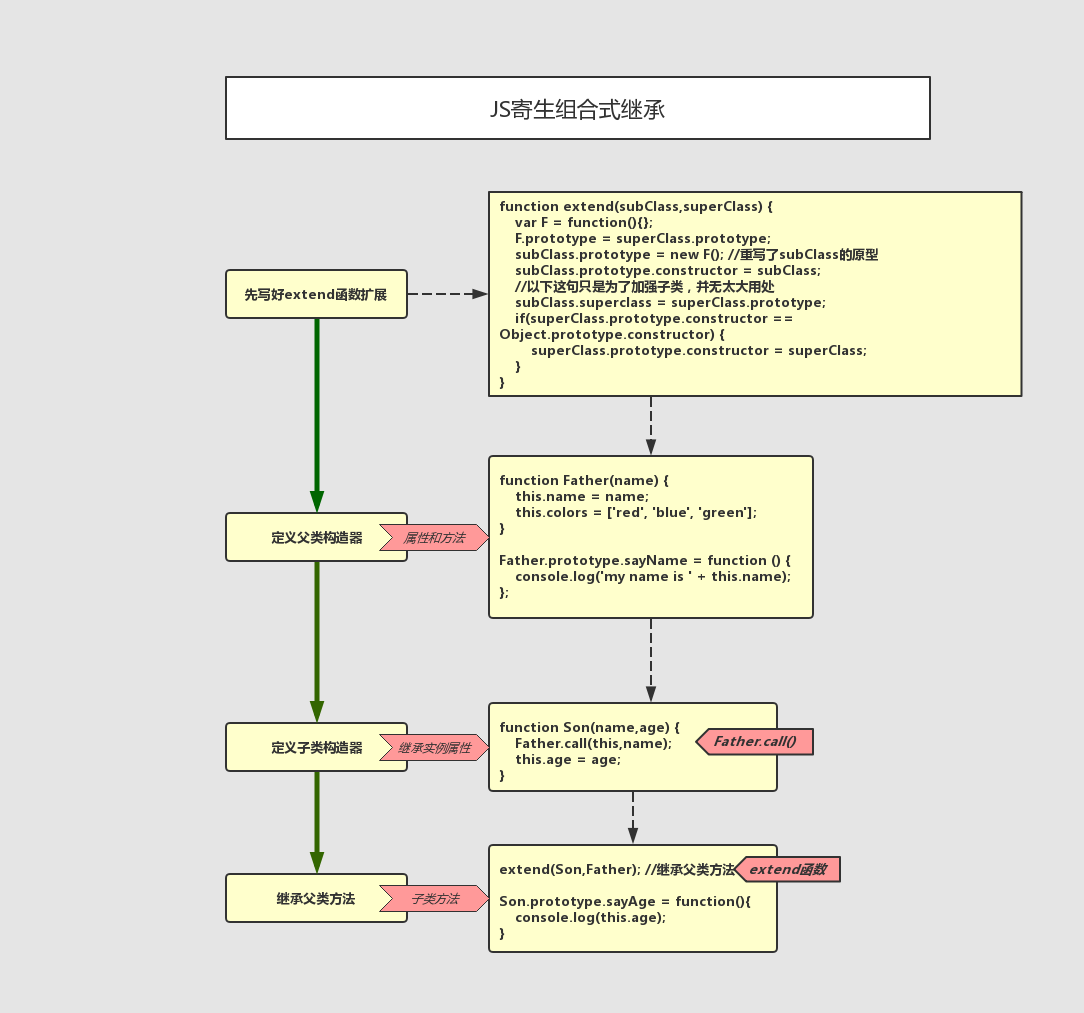 JS寄生组合式继承
先写好extend函数扩展
function extend(subClass,superClass) {
    var F = function(){};
    F.prototype = superClass.prototype;
    subClass.prototype = new F(); //重写了subClass的原型
    subClass.prototype.constructor = subClass;
    //以下这句只是为了加强子类，并无太大用处
    subClass.superclass = superClass.prototype;
    if(superClass.prototype.constructor ==
Object.prototype.constructor) {
        superClass.prototype.constructor = superClass;
    }
}
定义父类构造器
属性和方法
function Father(name) {
    this.name = name;
    this.colors = ['red', 'blue', 'green'];
}
Father.prototype.sayName = function () {
    console.log('my name is ' + this.name);
};
定义子类构造器
继承实例属性
function Son(name,age) {
    Father.call(this,name);
    this.age = age;
}
Father.call()
继承父类方法
子类方法
extend(Son,Father); //继承父类方法
extend函数
Son.prototype.sayAge = function(){
    console.log(this.age);
}